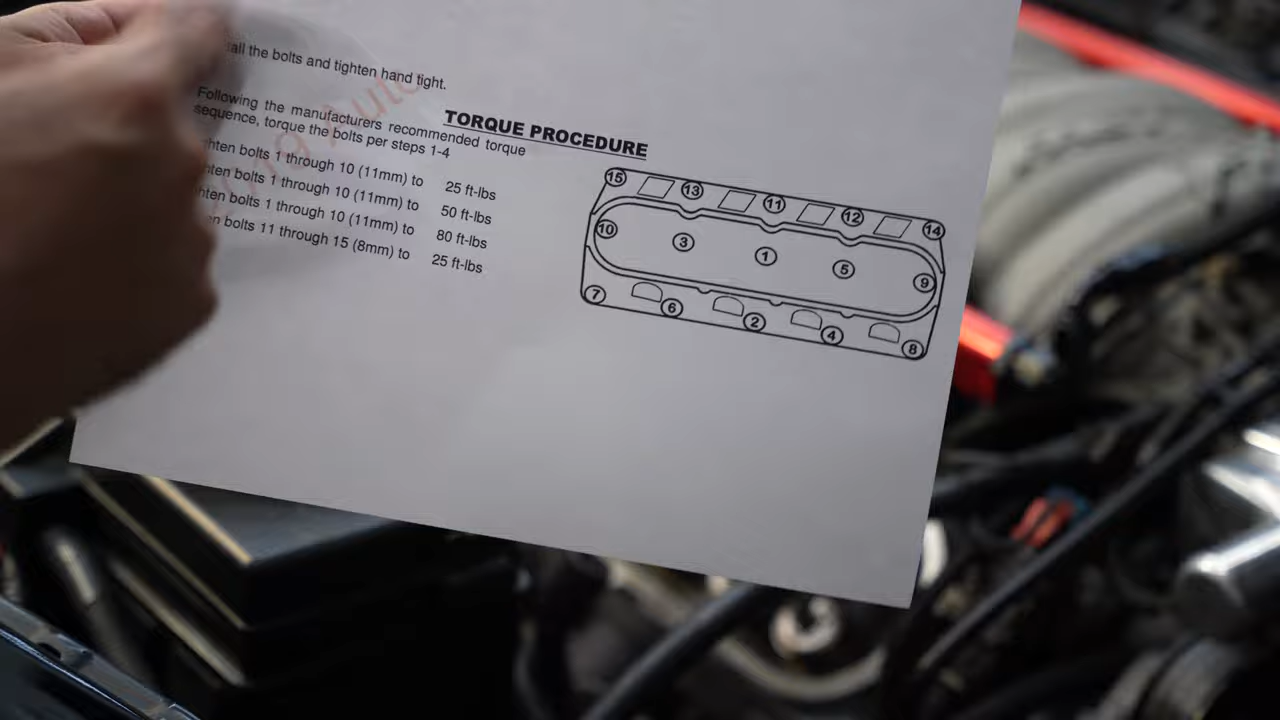 all the bolts and tighten hand tight.
TORQUE PROCEDURE
Following the manufacturers recommended torque
sequence, torque the bolts per steps 1-4
hten bolts 1 through 10 (11mm) to 25 ft-lbs
hten bolts 1 through 10 (11mm) to 50 ft-lbs
hten bolts 1 through 10 (11mm) to 80 ft-lbs
en bolts 11 through 15 (8mm) to 25 ft-lbs
15 13 11 12 14
10 3 1 5 9
7 6 2 4 8
2019 Auto